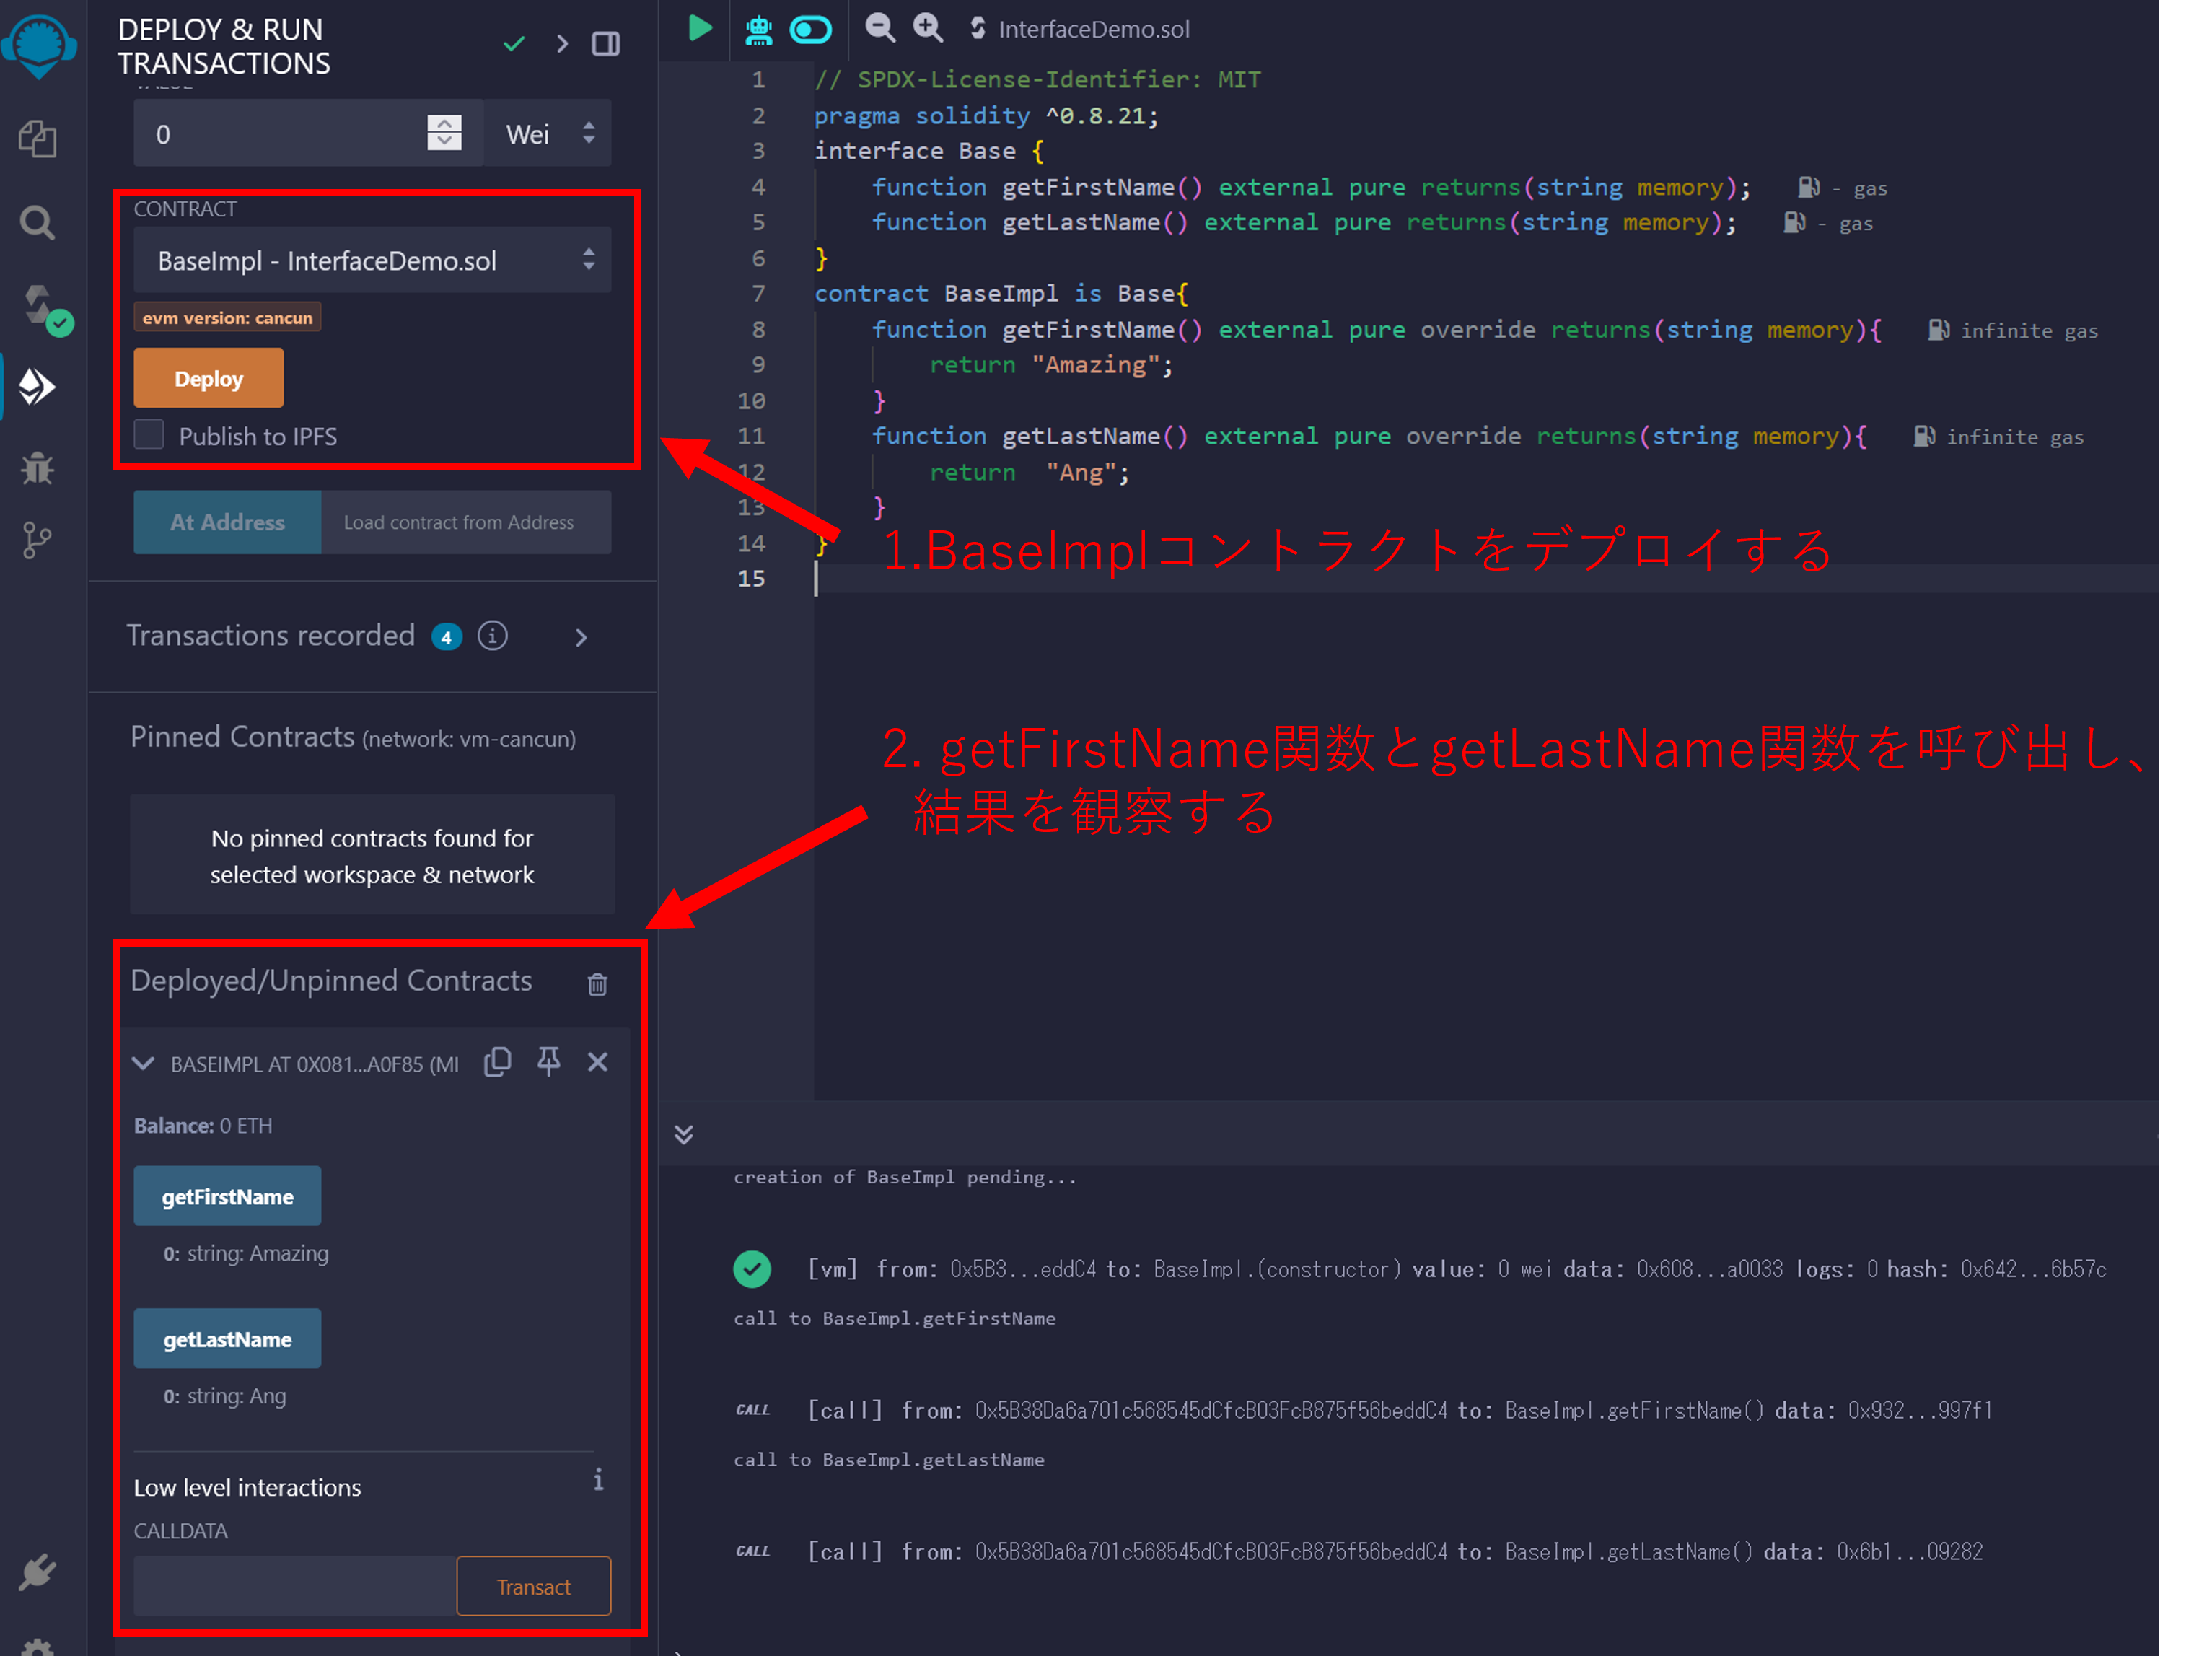 DEPLOY & RUN
TRANSACTIONS
VALUE
0
Wei
CONTRACT
BaseImpl - InterfaceDemo.sol
evm version: cancun
Deploy
Publish to IPFS
At Address
Load contract from Address
Transactions recorded 4
Pinned Contracts (network: vm-cancun)
No pinned contracts found for
selected workspace & network
Deployed/Unpinned Contracts
BASEIMPL AT 0X081...A0F85 (MI
Balance: 0 ETH
getFirstName
0: string: Amazing
getLastName
0: string: Ang
Low level interactions
CALLDATA
Transact
InterfaceDemo.sol
1 // SPDX-License-Identifier: MIT
2 pragma solidity ^0.8.21;
3 interface Base {
4 function getFirstName() external pure returns(string memory); - gas
5 function getLastName() external pure returns(string memory); - gas
6 }
7 contract BaseImpl is Base{
8 function getFirstName() external pure override returns(string memory){ infinite gas
9 return "Amazing";
10 }
11 function getLastName() external pure override returns(string memory){ infinite gas
12 return "Ang";
13 }
14 }
15
1.BaseImplコントラクトをデプロイする
2. getFirstName関数とgetLastName関数を呼び出し、
結果を観察する
creation of BaseImpl pending...
[vm] from: 0x5B3...eddC4 to: BaseImpl.(constructor) value: 0 wei data: 0x608...a0033 logs: 0 hash: 0x642...6b57c
call to BaseImpl.getFirstName
CALL [call] from: 0x5B38Da6a701c568545dCfcB03FcB875f56beddC4 to: BaseImpl.getFirstName() data: 0x932...997f1
call to BaseImpl.getLastName
CALL [call] from: 0x5B38Da6a701c568545dCfcB03FcB875f56beddC4 to: BaseImpl.getLastName() data: 0x6b1...09282